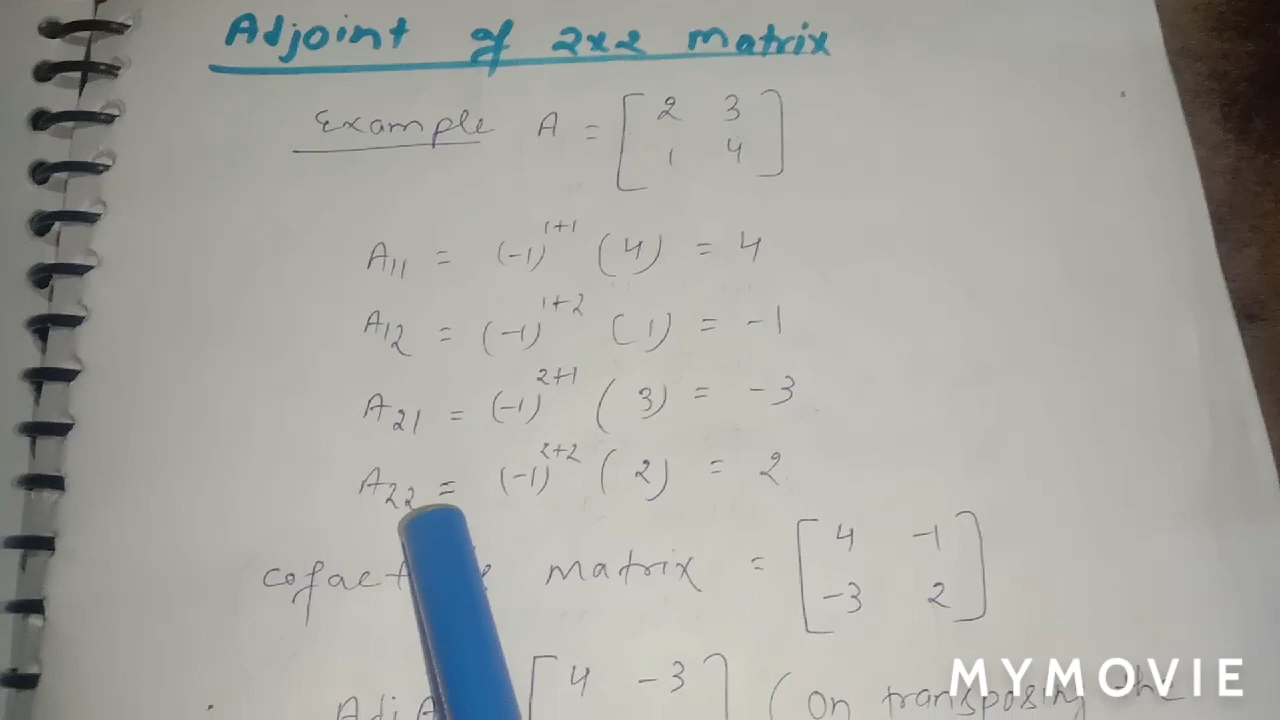 Adjoint of 2x2 Matrix
Example A = [ 2 3
1 4 ]
A11 = (-1)^1+1 (4) = 4
A12 = (-1)^1+2 (1) = -1
A21 = (-1)^2+1 (3) = -3
A22 = (-1)^2+2 (2) = 2
matrix = [ 4 -1
-3 2 ]
[ 4 -3 ] (On transposing the
MYMOVIE